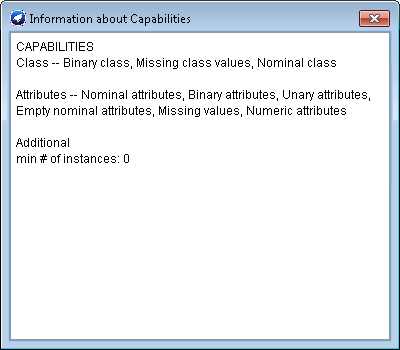 Information about Capabilities
CAPABILITIES
Class -- Binary class, Missing class values, Nominal class
Attributes -- Nominal attributes, Binary attributes, Unary attributes,
Empty nominal attributes, Missing values, Numeric attributes
Additional
min # of instances: 0